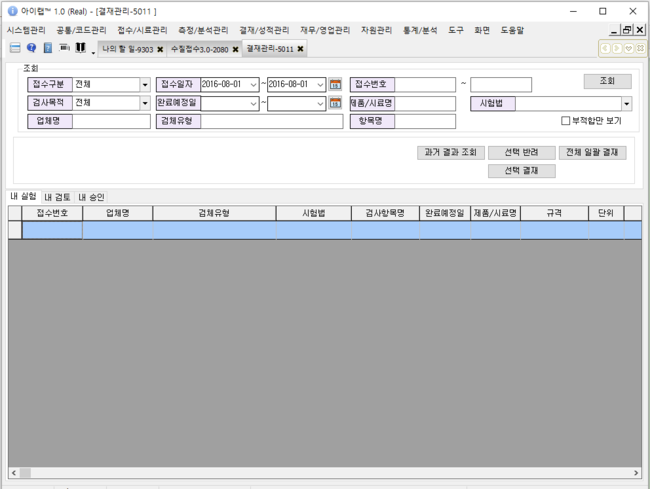 아이랩™ 1.0 (Real) - [결재관리-5011 ]
시스템관리 공통/코드관리 접수/시료관리 측정/분석관리 결재/성적관리 재무/영업관리 자원관리 통계/분석 도구 화면 도움말
나의 할 일-9303 수질접수3.0-2080 결재관리-5011
조회
접수구분 전체 접수일자 2016-08-01 ~ 2016-08-01 접수번호 ~ 조회
검사목적 전체 완료예정일 ~ 제품/시료명 시험법
업체명 검체유형 항목명 부적합만 보기
과거 결과 조회 선택 반려 전체 일괄 결재
선택 결재
내 실험 내 검토 내 승인
접수번호 업체명 검체유형 시험법 검사항목명 완료예정일 제품/시료명 규격 단위